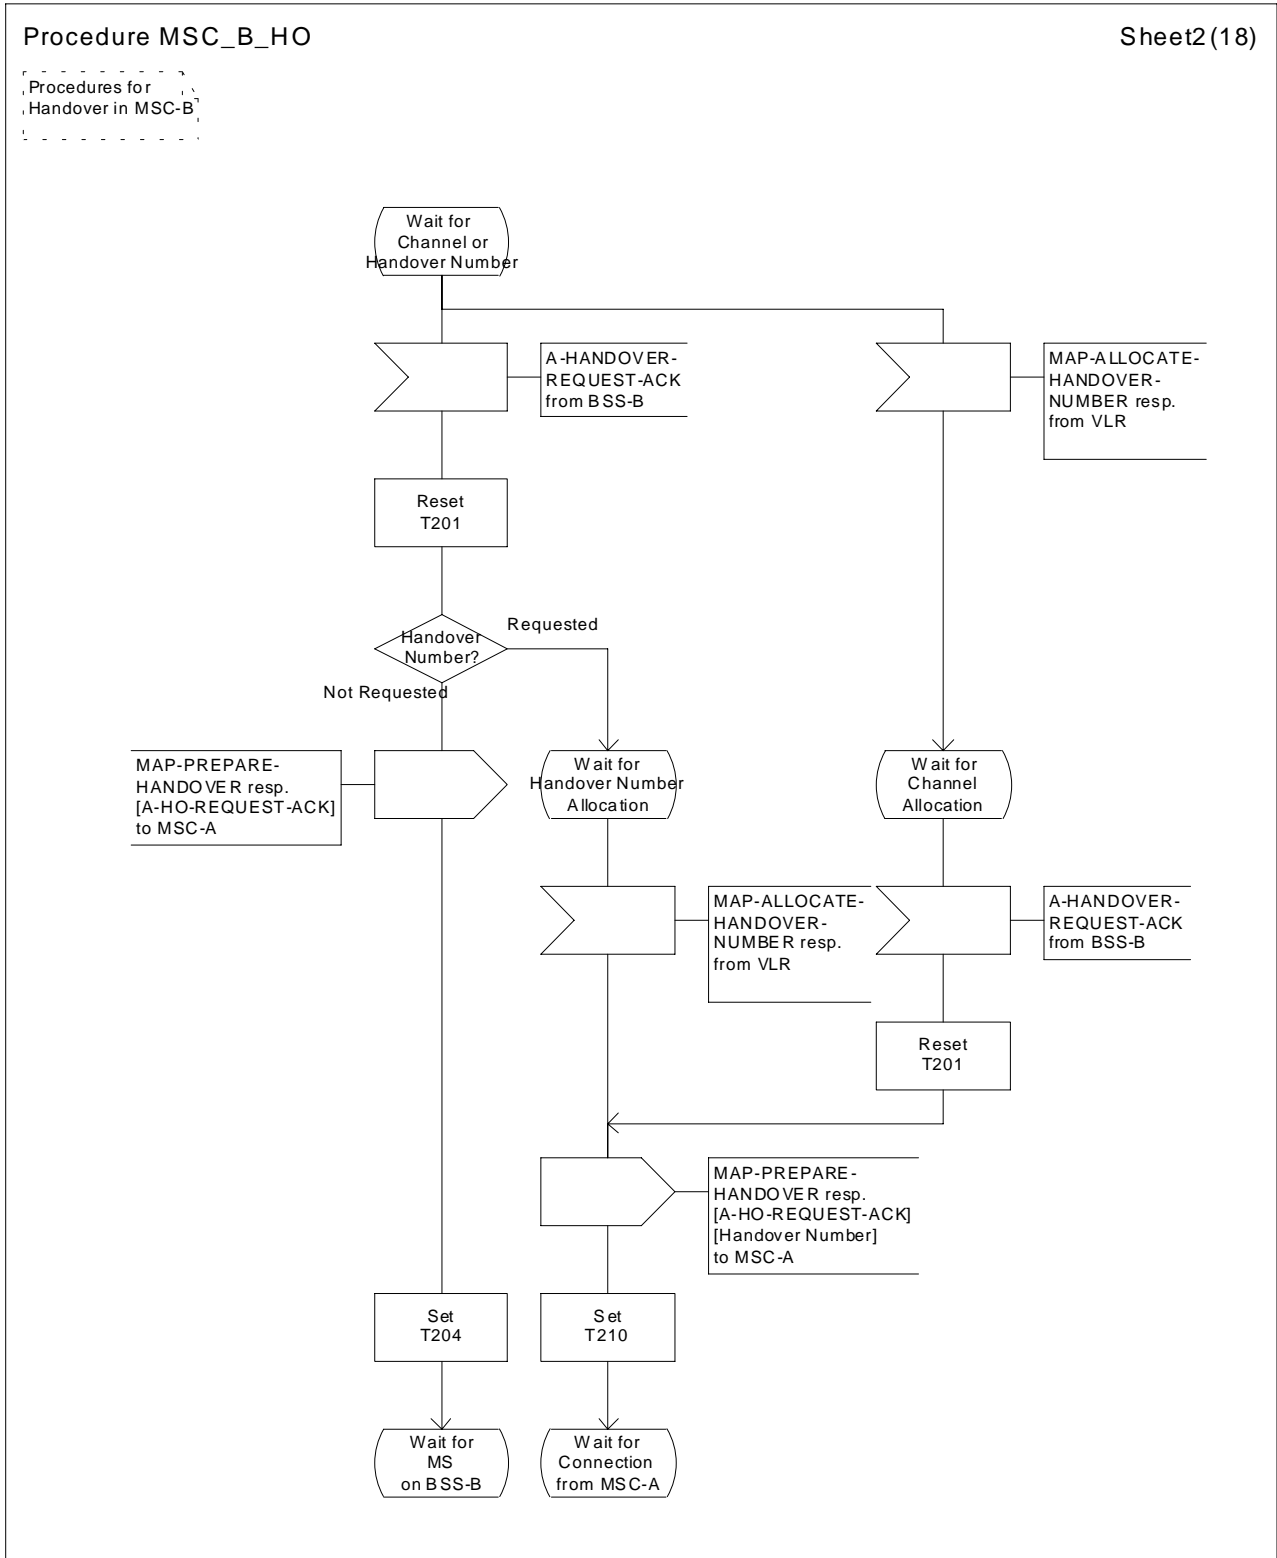 Procedure MSC_B_HO
Sheet2(18)
Procedures for
Handover in MSC-B
Wait for
Channel or
Handover Number
A-HANDOVER-
REQUEST-ACK
from BSS-B
MAP-ALLOCATE-
HANDOVER-
NUMBER resp.
from VLR
Reset
T201
Handover
Number?
Requested
Not Requested
MAP-PREPARE-
HANDOVER resp.
[A-HO-REQUEST-ACK]
to MSC-A
Wait for
Handover Number
Allocation
Wait for
Channel
Allocation
MAP-ALLOCATE-
HANDOVER-
NUMBER resp.
from VLR
A-HANDOVER-
REQUEST-ACK
from BSS-B
Reset
T201
MAP-PREPARE-
HANDOVER resp.
[A-HO-REQUEST-ACK]
[Handover Number]
to MSC-A
Set
T204
Set
T210
Wait for
MS
on BSS-B
Wait for
Connection
from MSC-A